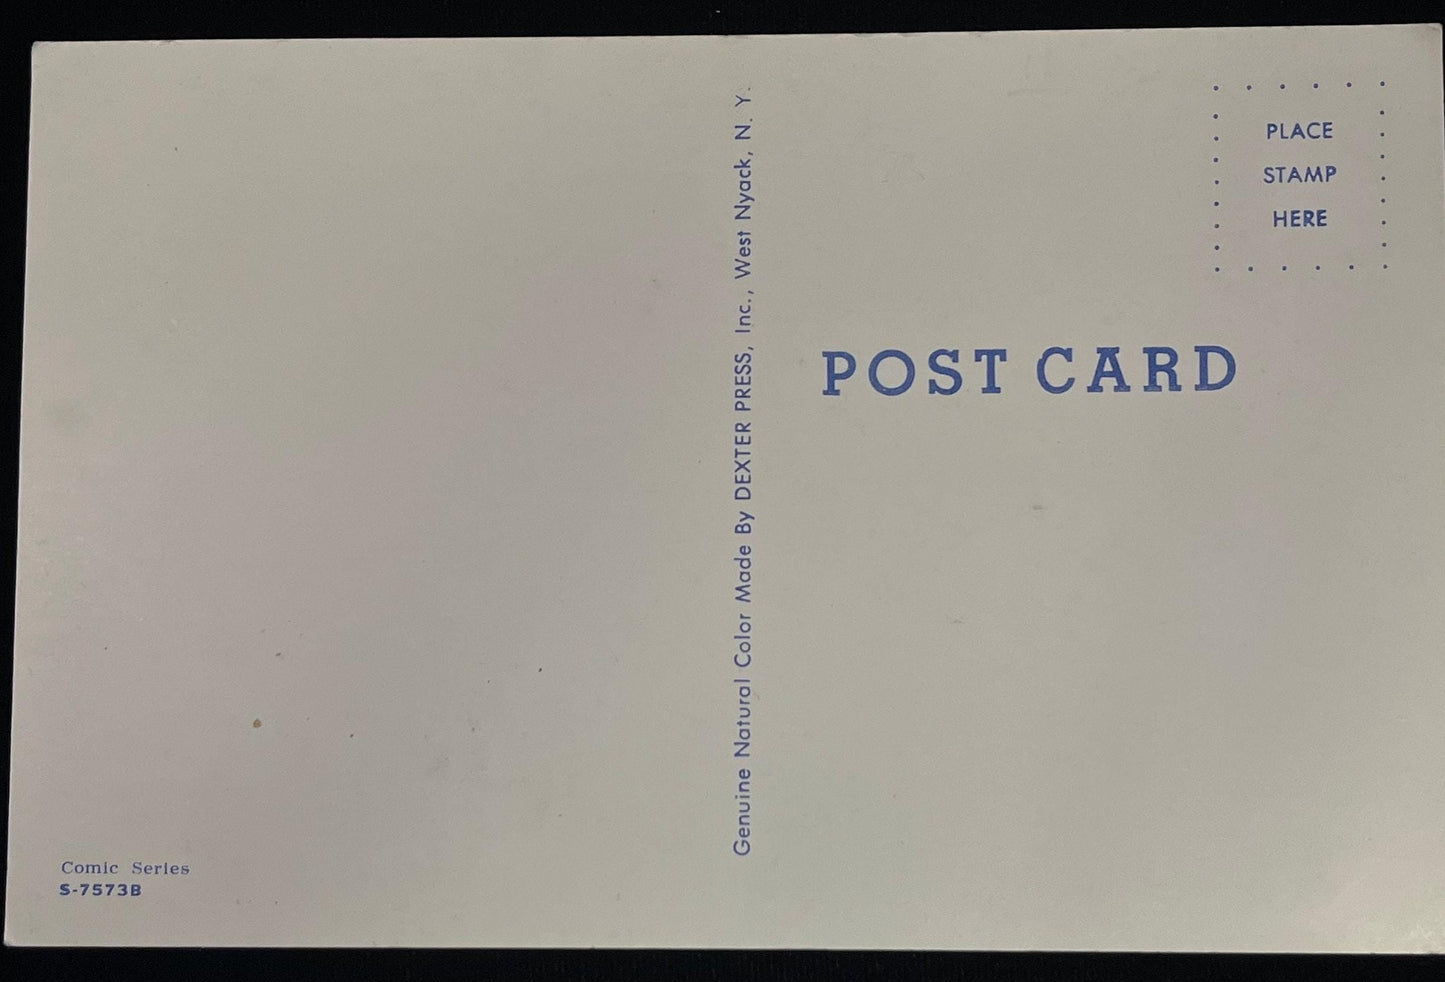 PLACE
STAMP
HERE
POST CARD
Genuine Natural Color Made By DEXTER PRESS, Inc., West Nyack, N. Y.
Comic Series
S-7573B